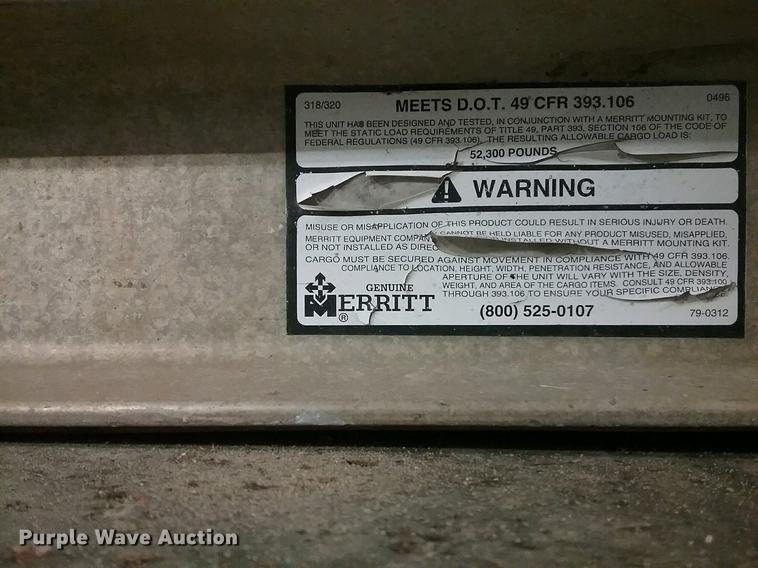 318/320 MEETS D.O.T. 49 CFR 393.106 0496
THIS UNIT HAS BEEN DESIGNED AND TESTED, IN CONJUNCTION WITH A MERRITT MOUNTING KIT, TO
MEET THE STATIC LOAD REQUIREMENTS OF TITLE 49, PART 393, SECTION 106 OF THE CODE OF
FEDERAL REGULATIONS (49 CFR 393.106). THE RESULTING ALLOWABLE CARGO LOAD IS:
52,300 POUNDS
WARNING
MISUSE OR MISAPPLICATION OF THIS PRODUCT COULD RESULT IN SERIOUS INJURY OR DEATH.
MERRITT EQUIPMENT COMPANY CANNOT BE HELD LIABLE FOR ANY PRODUCT MISUSED, MISAPPLIED,
OR NOT INSTALLED AS DIREC INSTALLED WITHOUT A MERRITT MOUNTING KIT.
CARGO MUST BE SECURED AGAINST MOVEMENT IN COMPLIANCE WITH 49 CFR 393.106.
COMPLIANCE TO LOCATION, HEIGHT, WIDTH, PENETRATION RESISTANCE, AND ALLOWABLE
APERTURE OF THE UNIT WILL VARY WITH THE SIZE, DENSITY,
WEIGHT, AND AREA OF THE CARGO ITEMS. CONSULT 49 CFR 393.100
THROUGH 393.106 TO ENSURE YOUR SPECIFIC COMPLIANCE
GENUINE
MERRITT
®
(800) 525-0107 79-0312
Purple Wave Auction